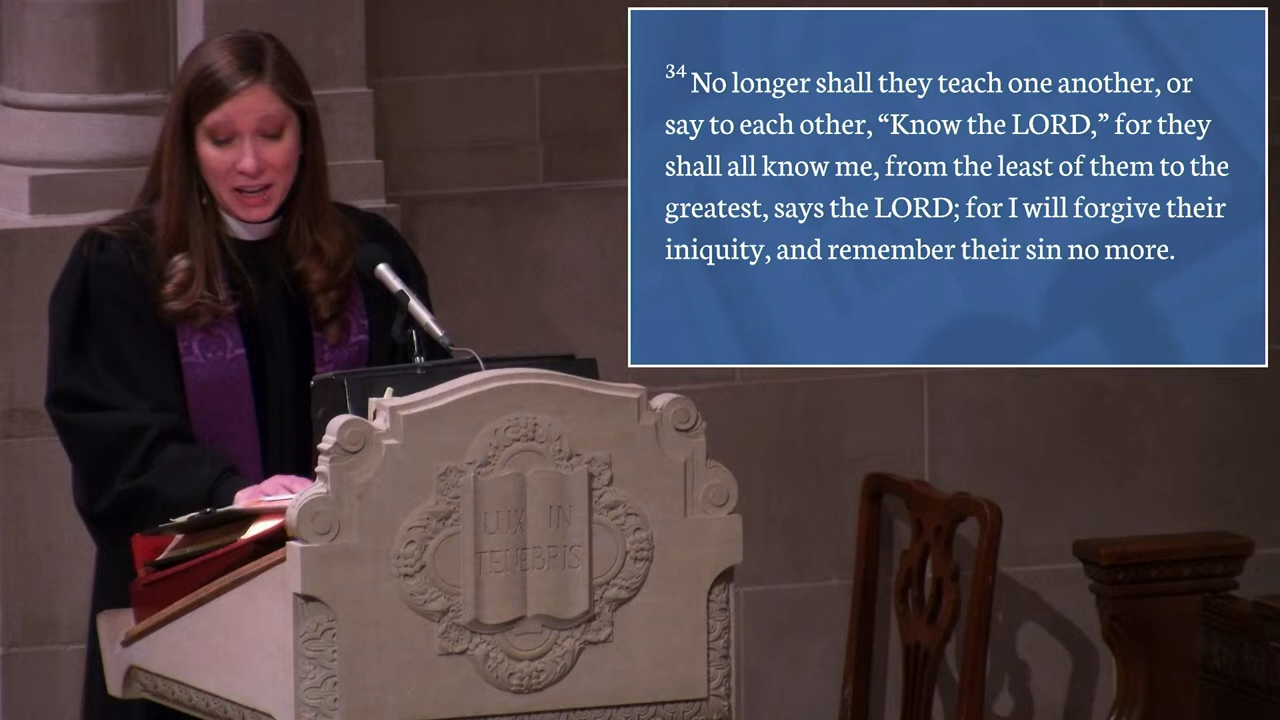 34 No longer shall they teach one another, or
say to each other, “Know the LORD,” for they
shall all know me, from the least of them to the
greatest, says the LORD; for I will forgive their
iniquity, and remember their sin no more.
LUX IN
TENEBRIS